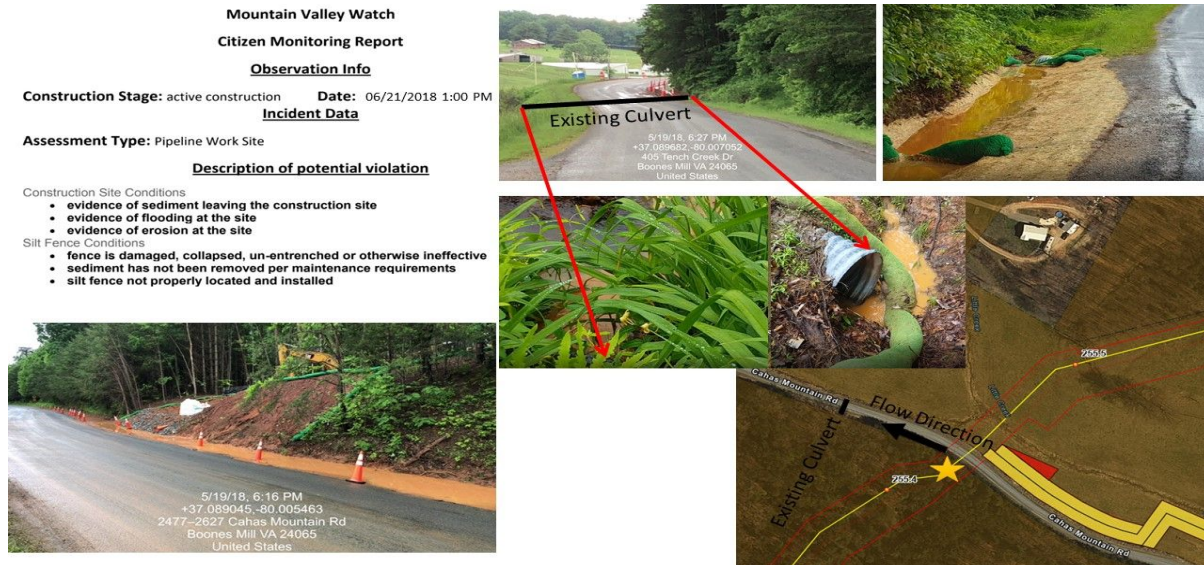 Mountain Valley Watch
Citizen Monitoring Report
Observation Info
Construction Stage: active construction Date: 06/21/2018 1:00 PM
Incident Data
Assessment Type: Pipeline Work Site
Description of potential violation
Construction Site Conditions
• evidence of sediment leaving the construction site
• evidence of flooding at the site
• evidence of erosion at the site
Silt Fence Conditions
• fence is damaged, collapsed, un-entrenched or otherwise ineffective
• sediment has not been removed per maintenance requirements
• silt fence not properly located and installed
5/19/18, 6:16 PM
+37.089045,-80.005463
2477–2627 Cahas Mountain Rd
Boones Mill VA 24065
United States
Existing Culvert
5/19/18, 6:27 PM
+37.089682,-80.007052
405 Tench Creek Dr
Boones Mill VA 24065
United States
255.5
Cahas Mountain Rd
Flow Direction
Existing Culvert
255.4
Cahas Mountain Rd